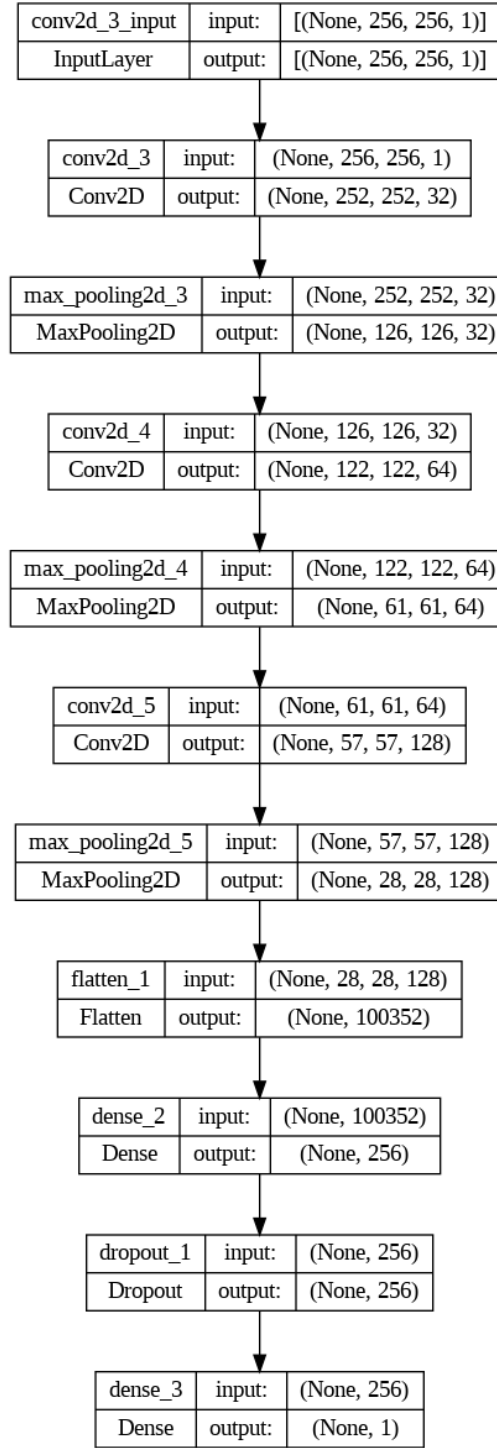 conv2d_3_input input: [(None, 256, 256, 1)]
InputLayer output: [(None, 256, 256, 1)]
conv2d_3 input: (None, 256, 256, 1)
Conv2D output: (None, 252, 252, 32)
max_pooling2d_3 input: (None, 252, 252, 32)
MaxPooling2D output: (None, 126, 126, 32)
conv2d_4 input: (None, 126, 126, 32)
Conv2D output: (None, 122, 122, 64)
max_pooling2d_4 input: (None, 122, 122, 64)
MaxPooling2D output: (None, 61, 61, 64)
conv2d_5 input: (None, 61, 61, 64)
Conv2D output: (None, 57, 57, 128)
max_pooling2d_5 input: (None, 57, 57, 128)
MaxPooling2D output: (None, 28, 28, 128)
flatten_1 input: (None, 28, 28, 128)
Flatten output: (None, 100352)
dense_2 input: (None, 100352)
Dense output: (None, 256)
dropout_1 input: (None, 256)
Dropout output: (None, 256)
dense_3 input: (None, 256)
Dense output: (None, 1)